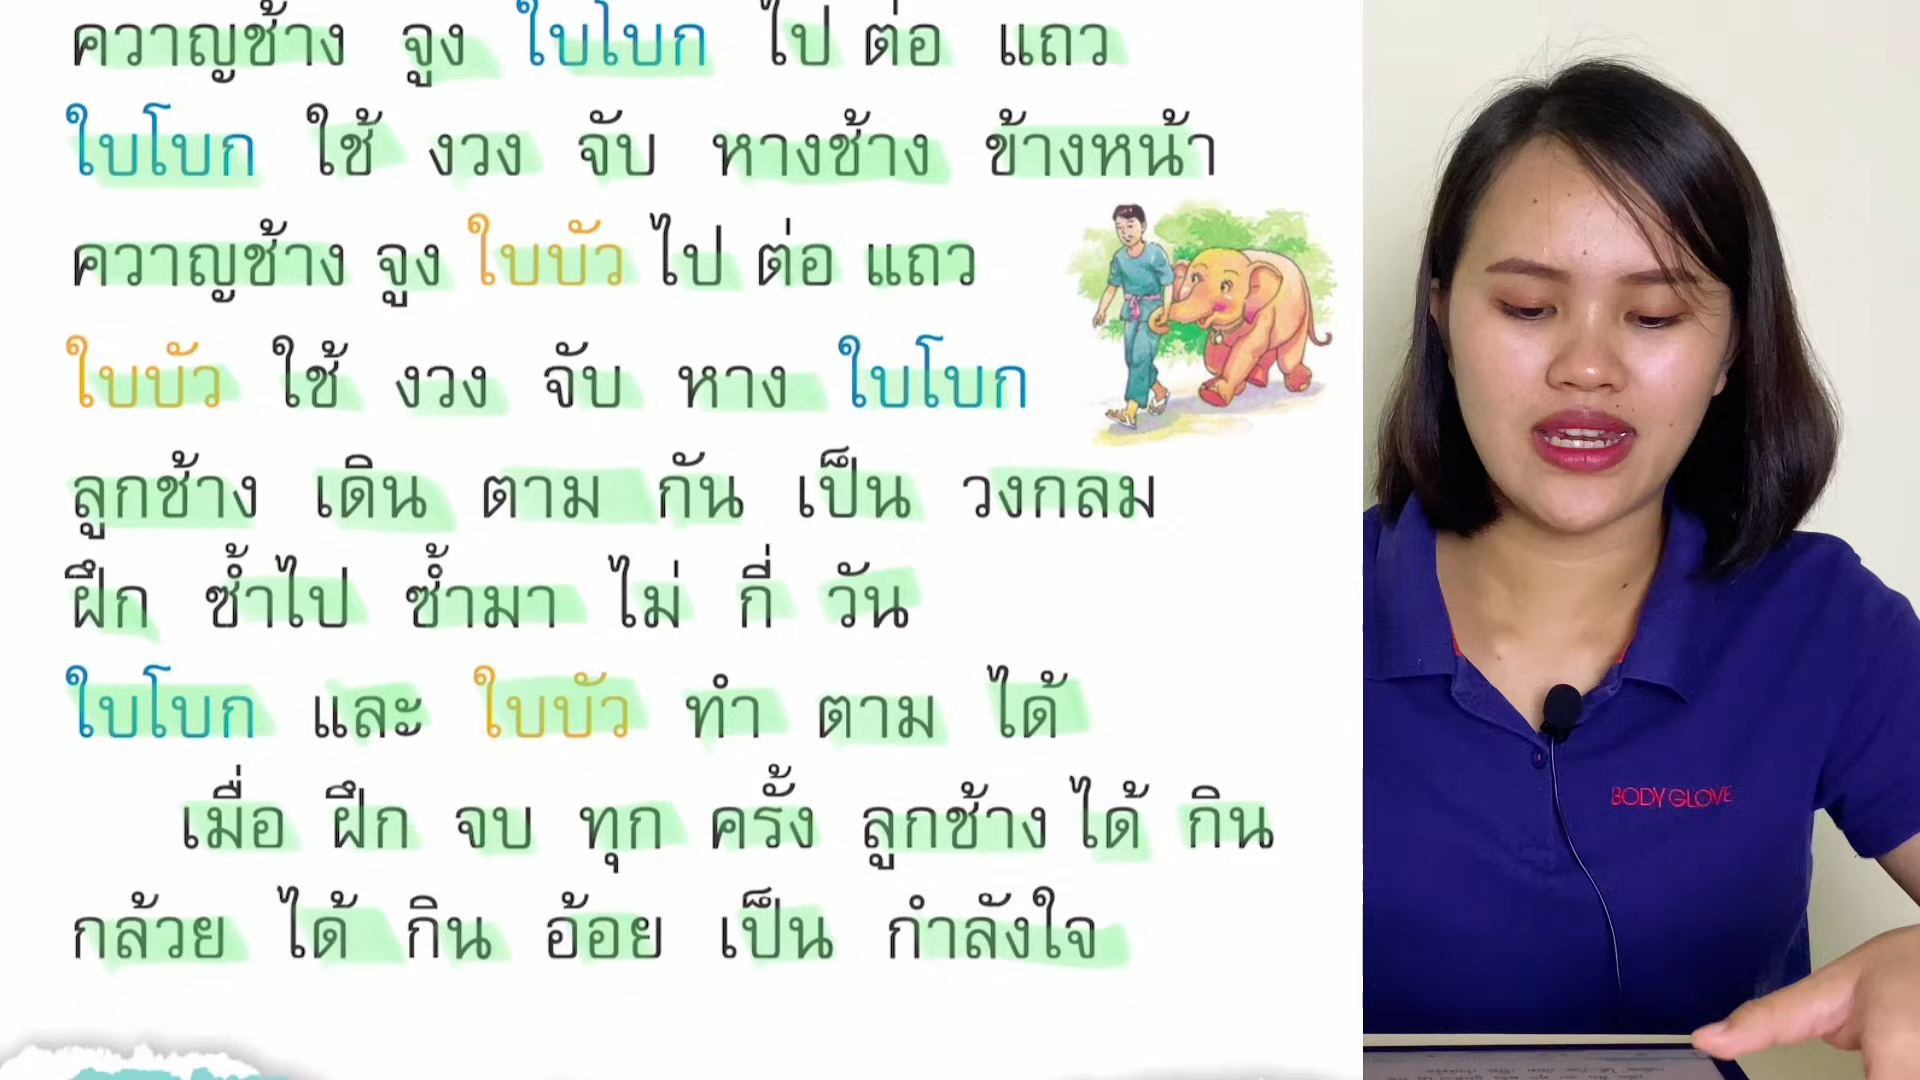 ควาญช้าง จูง ใบโบก ไป ต่อ แถว
ใบโบก ใช้ งวง จับ หางช้าง ข้างหน้า
ควาญช้าง จูง ใบบัว ไป ต่อ แถว
ใบบัว ใช้ งวง จับ หาง ใบโบก
ลูกช้าง เดิน ตาม กัน เป็น วงกลม
ฝึก ซ้ำไป ซ้ำมา ไม่ กี่ วัน
ใบโบก และ ใบบัว ทำ ตาม ได้
เมื่อ ฝึก จบ ทุก ครั้ง ลูกช้าง ได้ กิน
กล้วย ได้ กิน อ้อย เป็น กำลังใจ
BODY GLOVE